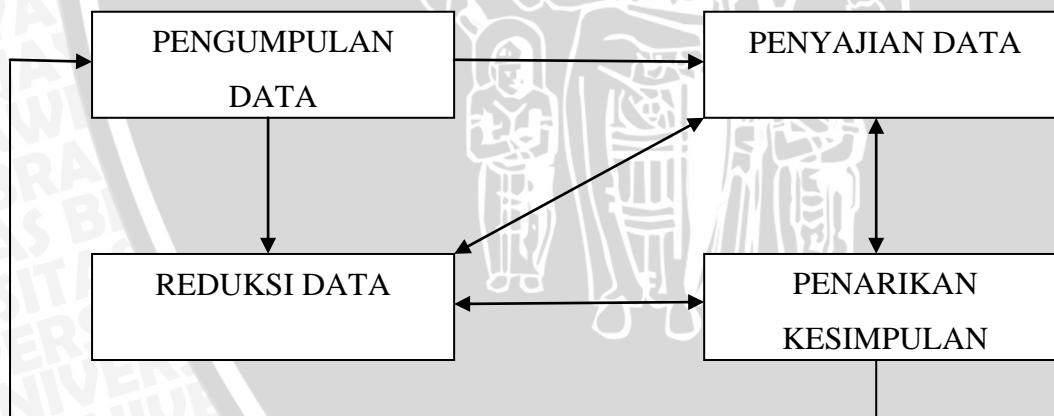 PENGUMPULAN
DATA
PENYAJIAN DATA
REDUKSI DATA
PENARIKAN
KESIMPULAN